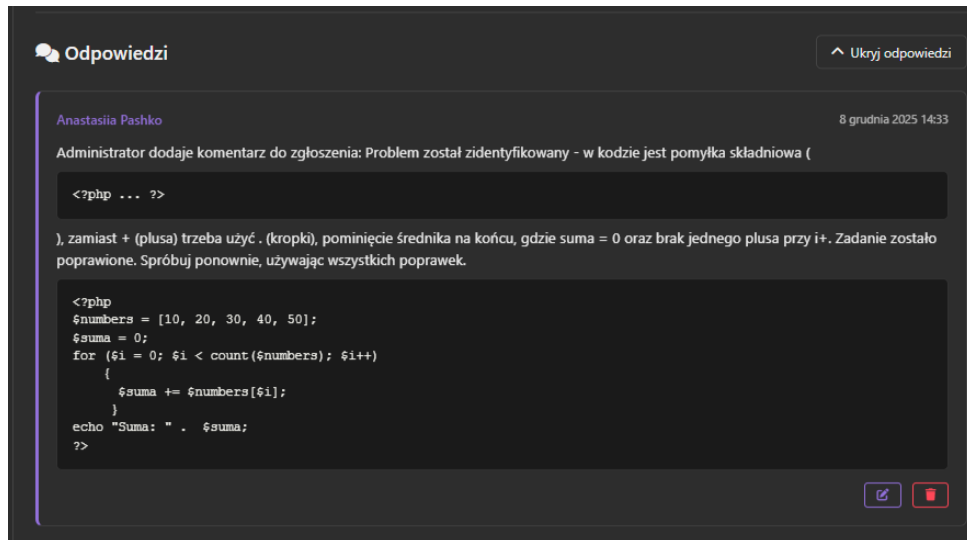 Odpowiedzi
Ukryj odpowiedzi
Anastasiia Pashko
8 grudnia 2025 14:33
Administrator dodaje komentarz do zgłoszenia: Problem został zidentyfikowany - w kodzie jest pomyłka składniowa (
<?php ... ?>
), zamiast + (plusa) trzeba użyć . (kropki), pominięcie średnika na końcu, gdzie suma = 0 oraz brak jednego plusa przy i+. Zadanie zostało
poprawione. Spróbuj ponownie, używając wszystkich poprawek.
<?php
$numbers = [10, 20, 30, 40, 50];
$suma = 0;
for ($i = 0; $i < count($numbers); $i++)
    {
      $suma += $numbers[$i];
     }
echo "Suma: " .  $suma;
?>